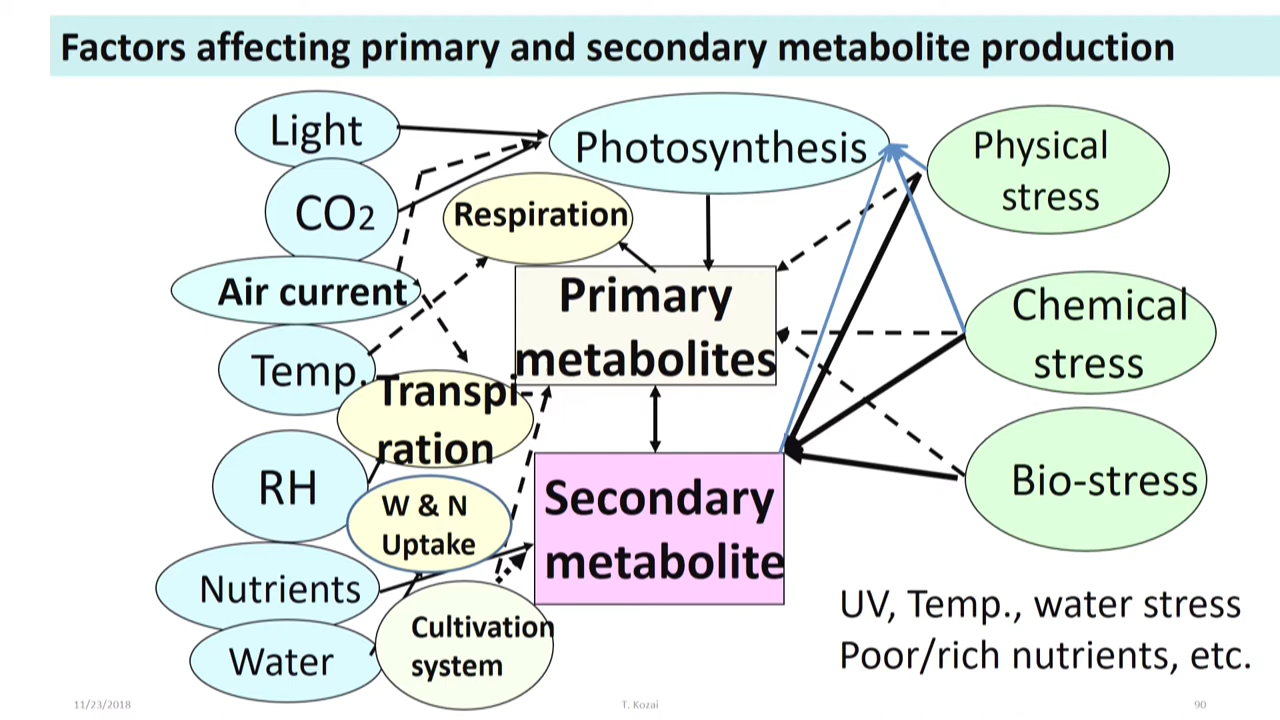 Factors affecting primary and secondary metabolite production
Light
CO2
Air current
Temp.
RH
Nutrients
Water
Photosynthesis
Respiration
Transpi-
ration
W & N
Uptake
Cultivation
system
Primary
metabolites
Secondary
metabolite
Physical
stress
Chemical
stress
Bio-stress
UV, Temp., water stress
Poor/rich nutrients, etc.
11/23/2018
T. Kozai
90